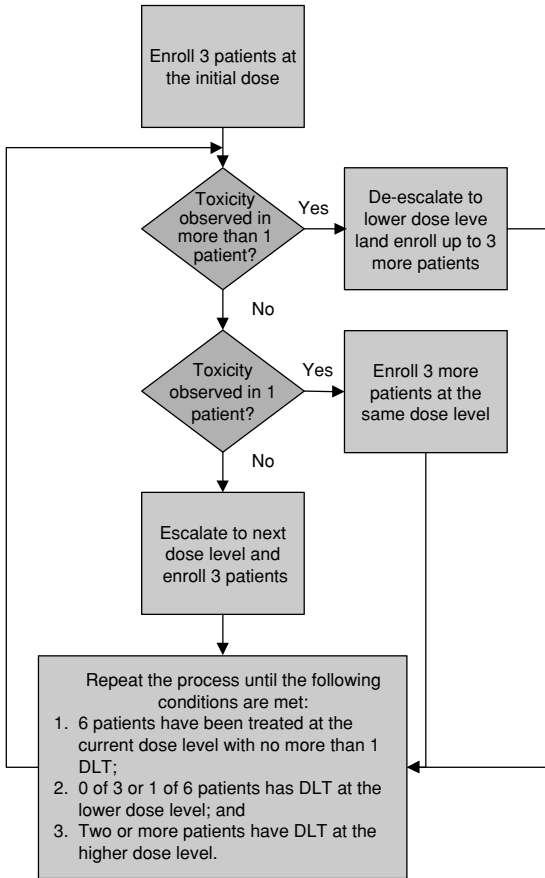 Enroll 3 patients at
the initial dose
Toxicity
observed in
more than 1
patient?
Yes
De-escalate to
lower dose leve
land enroll up to 3
more patients
No
Toxicity
observed in 1
patient?
Yes
Enroll 3 more
patients at the
same dose level
No
Escalate to next
dose level and
enroll 3 patients
Repeat the process until the following
conditions are met:
1. 6 patients have been treated at the
current dose level with no more than 1
DLT;
2. 0 of 3 or 1 of 6 patients has DLT at the
lower dose level; and
3. Two or more patients have DLT at the
higher dose level.